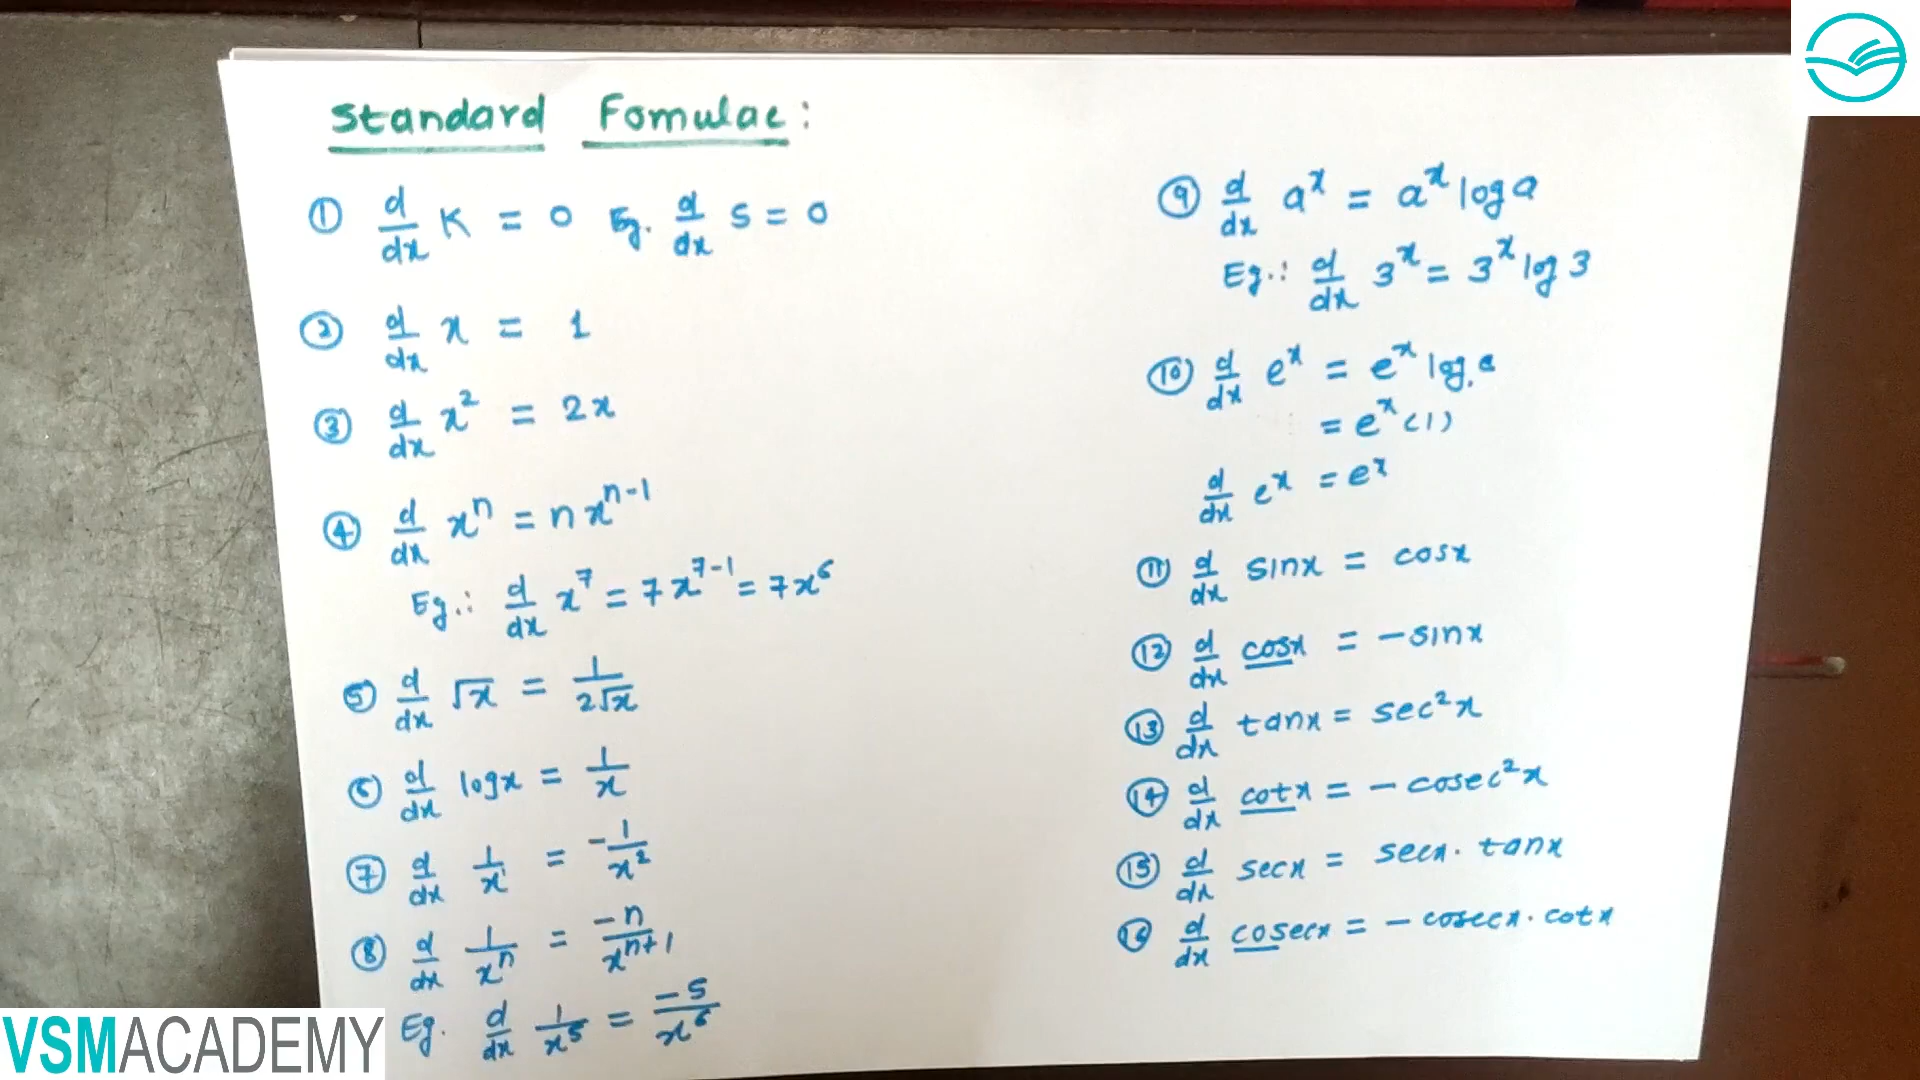 Standard Fomulae:
① d/dx K = 0 Eg. d/dx 5 = 0
② d/dx x = 1
③ d/dx x² = 2x
④ d/dx xⁿ = n xⁿ⁻¹
Eg.: d/dx x⁷ = 7x⁷⁻¹ = 7x⁶
⑤ d/dx √x = 1/2√x
⑥ d/dx logx = 1/x
⑦ d/dx 1/x = -1/x²
⑧ d/dx 1/xⁿ = -n/xⁿ⁺¹
Eg. d/dx 1/x⁵ = -5/x⁶
⑨ d/dx aˣ = aˣ log a
Eg.: d/dx 3ˣ = 3ˣ log 3
⑩ d/dx eˣ = eˣ log e
= eˣ (1)
d/dx eˣ = eˣ
⑪ d/dx sinx = cosx
⑫ d/dx cosx = -sinx
⑬ d/dx tanx = sec²x
⑭ d/dx cotx = - cosec²x
⑮ d/dx secx = secx . tanx
⑯ d/dx cosecx = - cosecx . cotx
VSMACADEMY